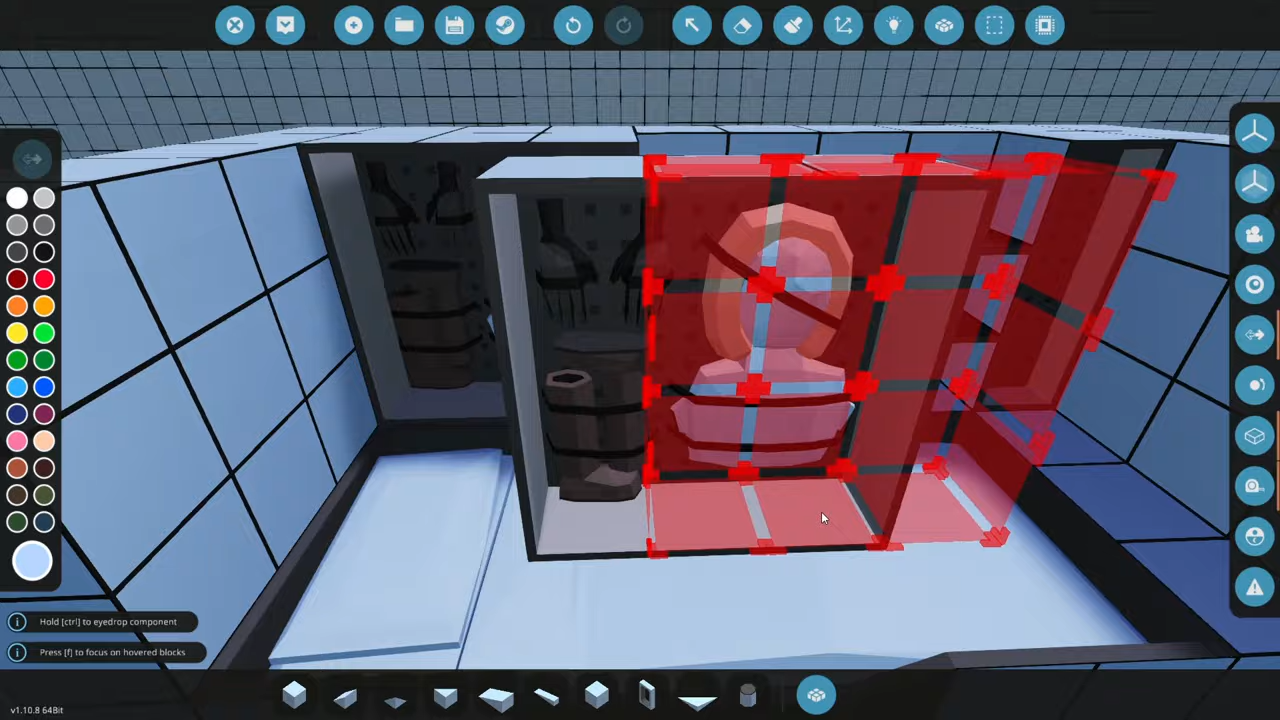 Hold [ctrl] to eyedrop component
Press [f] to focus on hovered blocks
v1.10.8 64Bit